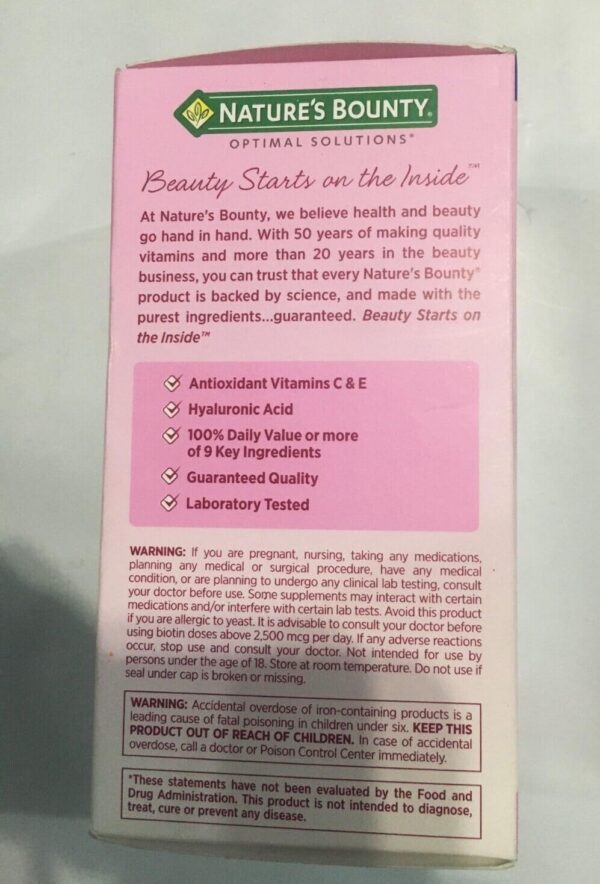 NATURE'S BOUNTY®
OPTIMAL SOLUTIONS®
Beauty Starts on the Inside™
At Nature's Bounty, we believe health and beauty
go hand in hand. With 50 years of making quality
vitamins and more than 20 years in the beauty
business, you can trust that every Nature's Bounty®
product is backed by science, and made with the
purest ingredients...guaranteed. Beauty Starts on
the Inside™
Antioxidant Vitamins C & E
Hyaluronic Acid
100% Daily Value or more
of 9 Key Ingredients
Guaranteed Quality
Laboratory Tested
WARNING: If you are pregnant, nursing, taking any medications,
planning any medical or surgical procedure, have any medical
condition, or are planning to undergo any clinical lab testing, consult
your doctor before use. Some supplements may interact with certain
medications and/or interfere with certain lab tests. Avoid this product
if you are allergic to yeast. It is advisable to consult your doctor before
using biotin doses above 2,500 mcg per day. If any adverse reactions
occur, stop use and consult your doctor. Not intended for use by
persons under the age of 18. Store at room temperature. Do not use if
seal under cap is broken or missing.
WARNING: Accidental overdose of iron-containing products is a
leading cause of fatal poisoning in children under six. KEEP THIS
PRODUCT OUT OF REACH OF CHILDREN. In case of accidental
overdose, call a doctor or Poison Control Center immediately.
*These statements have not been evaluated by the Food and
Drug Administration. This product is not intended to diagnose,
treat, cure or prevent any disease.